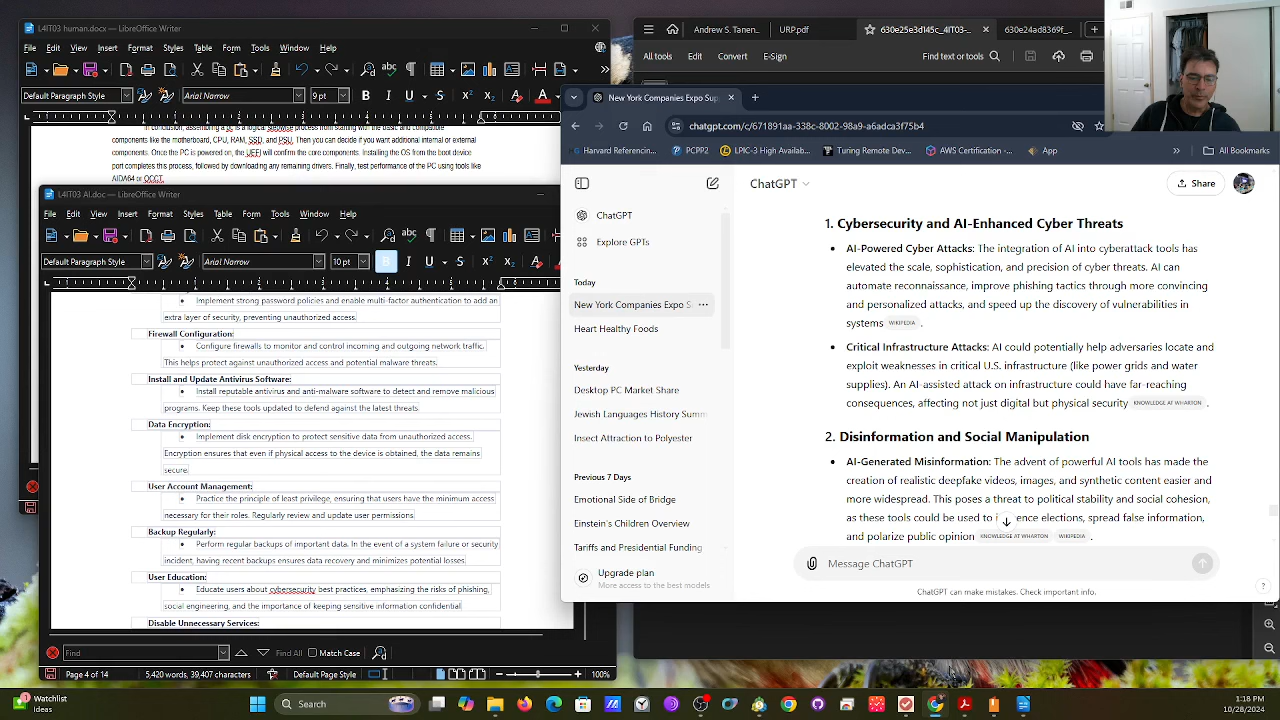 L4IT03 human.docx — LibreOffice Writer
File Edit View Insert Format Styles Table Form Tools Window Help
Default Paragraph Style
Arial Narrow
9 pt
In conclusion, assembling a pc is a logical stepwise process from starting with the basic and compatible
components like the motherboard, CPU, RAM, SSD, and PSU. Then you can decide if you want additional internal or external
components. Once the PC is powered on, the UEFI will confirm the core components. Installing the OS from boot device
port completes this process, followed by downloading any remaining drivers. Finally, test performance of the PC using tools like
AIDA64 or OCCT.
L4IT03 AI.doc — LibreOffice Writer
File Edit View Insert Format Styles Table Form Tools Window Help
Default Paragraph Style
Arial Narrow
10 pt
Implement strong password policies and enable multi-factor authentication to add an
extra layer of security, preventing unauthorized access.
Firewall Configuration:
Configure firewalls to monitor and control incoming and outgoing network traffic.
This helps protect against unauthorized access and potential malware threats.
Install and Update Antivirus Software:
Install reputable antivirus and anti-malware software to detect and remove malicious
programs. Keep these tools updated to defend against the latest threats.
Data Encryption:
Implement disk encryption to protect sensitive data from unauthorized access.
Encryption ensures that even if physical access to the device is obtained, the data remains
secure.
User Account Management:
Practice the principle of least privilege, ensuring that users have the minimum access
necessary for their roles. Regularly review and update user permissions.
Backup Regularly:
Perform regular backups of important data. In the event of a system failure or security
incident, having recent backups ensures data recovery and minimizes potential losses.
User Education:
Educate users about cybersecurity best practices, emphasizing the risks of phishing,
social engineering, and the importance of keeping sensitive information confidential.
Disable Unnecessary Services:
Find
Find All
Match Case
Page 4 of 14
5,420 words, 39,407 characters
Default Page Style
100%
Menu
Andrew S. Tanen...
URP.pdf
630e25e3d145c_4IT03-...
630e24ad8369f_...
All tools Edit Convert E-Sign
Find text or tools
New York Companies Expo Sup
chatgpt.com/c/671891aa-338c-8002-98a9-a6adca3f75b4
Harvard Referencin...
DCPP2
LPIC-3 High Availab...
Turing Remote Dev...
AWS Certification -...
App
All Bookmarks
ChatGPT
Explore GPTs
Today
New York Companies Expo S
Heart Healthy Foods
Yesterday
Desktop PC Market Share
Jewish Languages History Summ
Insect Attraction to Polyester
Previous 7 Days
Emotional Side of Bridge
Einstein's Children Overview
Tariffs and Presidential Funding
Upgrade plan
More access to the best models
ChatGPT
Share
1. Cybersecurity and AI-Enhanced Cyber Threats
AI-Powered Cyber Attacks: The integration of AI into cyberattack tools has
elevated the scale, sophistication, and precision of cyber threats. AI can
automate reconnaissance, improve phishing tactics through more convincing
and personalized attacks, and speed up the discovery of vulnerabilities in
systems WIKIPEDIA .
Critical Infrastructure Attacks: AI could potentially help adversaries locate and
exploit weaknesses in critical U.S. infrastructure (like power grids and water
supplies). An AI-assisted attack on infrastructure could have far-reaching
consequences, affecting not just digital but physical security KNOWLEDGE AT WHARTON .
2. Disinformation and Social Manipulation
AI-Generated Misinformation: The advent of powerful AI tools has made the
creation of realistic deepfake videos, images, and synthetic content easier and
more widespread. This poses a threat to political stability and social cohesion,
as these tools could be used to elections, spread false information,
and polarize public opinion KNOWLEDGE AT WHARTON WIKIPEDIA .
Message ChatGPT
ChatGPT can make mistakes. Check important info.
?
Watchlist
Ideas
Search
1:18 PM
10/28/2024